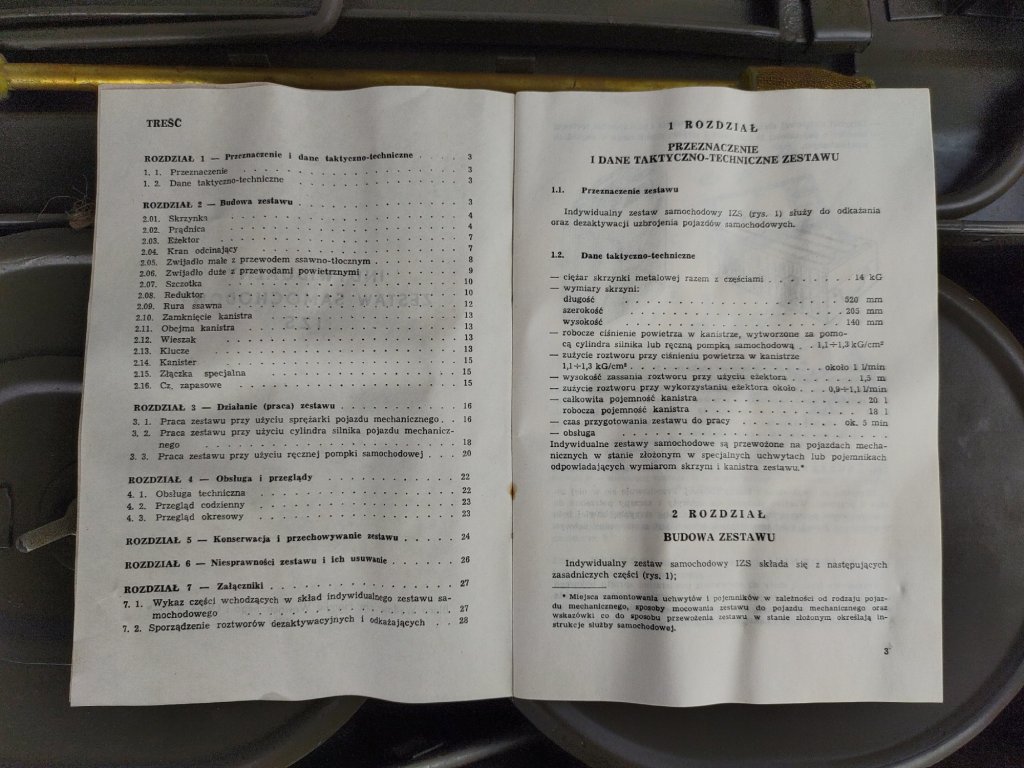 TREŚĆ
ROZDZIAŁ 1 — Przeznaczenie i dane taktyczno-techniczne . . . . 3
1. 1. Przeznaczenie . . . . . . . . . . . . . . . . . . . 3
1. 2. Dane taktyczno-techniczne . . . . . . . . . . . . . . 3
ROZDZIAŁ 2 — Budowa zestawu . . . . . . . . . . . . . . 3
2.01. Skrzynka . . . . . . . . . . . . . . . . . . . . 4
2.02. Prądnica . . . . . . . . . . . . . . . . . . . . 4
2.03. Eżektor . . . . . . . . . . . . . . . . . . . . 7
2.04. Kran odcinający . . . . . . . . . . . . . . . . . 7
2.05. Zwijadło małe z przewodem ssawno-tłocznym . . . . . . . . 8
2.06. Zwijadło duże z przewodami powietrznymi . . . . . . . . . 9
2.07. Szczotka . . . . . . . . . . . . . . . . . . . . 10
2.08. Reduktor . . . . . . . . . . . . . . . . . . . . 10
2.09. Rura ssawna . . . . . . . . . . . . . . . . . . 12
2.10. Zamknięcie kanistra . . . . . . . . . . . . . . . 13
2.11. Obejma kanistra . . . . . . . . . . . . . . . . . 13
2.12. Wieszak . . . . . . . . . . . . . . . . . . . . 13
2.13. Klucze . . . . . . . . . . . . . . . . . . . . 13
2.14. Kanister . . . . . . . . . . . . . . . . . . . . 15
2.15. Złączka specjalna . . . . . . . . . . . . . . . . 15
2.16. Cz. zapasowe . . . . . . . . . . . . . . . . . . 15
ROZDZIAŁ 3 — Działanie (praca) zestawu . . . . . . . . . . 16
3. 1. Praca zestawu przy użyciu sprężarki pojazdu mechanicznego . . 16
3. 2. Praca zestawu przy użyciu cylindra silnika pojazdu mechanicz-
nego . . . . . . . . . . . . . . . . . . . . . 18
3. 3. Praca zestawu przy użyciu ręcznej pompki samochodowej . . . 20
ROZDZIAŁ 4 — Obsługa i przeglądy . . . . . . . . . . . . 22
4. 1. Obsługa techniczna . . . . . . . . . . . . . . . . 22
4. 2. Przegląd codzienny . . . . . . . . . . . . . . . . 23
4. 3. Przegląd okresowy . . . . . . . . . . . . . . . . 23
ROZDZIAŁ 5 — Konserwacja i przechowywanie zestawu . . . . . 24
ROZDZIAŁ 6 — Niesprawności zestawu i ich usuwanie . . . . . . 26
ROZDZIAŁ 7 — Załączniki . . . . . . . . . . . . . . . . 27
7. 1. Wykaz części wchodzących w skład indywidualnego zestawu sa-
mochodowego . . . . . . . . . . . . . . . . . . 27
7. 2. Sporządzenie roztworów dezaktywacyjnych i odkażających . . 28
1 ROZDZIAŁ
PRZEZNACZENIE
I DANE TAKTYCZNO-TECHNICZNE ZESTAWU
1.1. Przeznaczenie zestawu
Indywidualny zestaw samochodowy IZS (rys. 1) służy do odkażania
oraz dezaktywacji uzbrojenia pojazdów samochodowych.
1.2. Dane taktyczno-techniczne
— ciężar skrzynki metalowej razem z częściami . . . . . . . 14 kG
— wymiary skrzyni:
długość . . . . . . . . . . . . . . . . . 520 mm
szerokość . . . . . . . . . . . . . . . . 205 mm
wysokość . . . . . . . . . . . . . . . . 140 mm
— robocze ciśnienie powietrza w kanistrze, wytworzone za pomo-
cą cylindra silnika lub ręczną pompką samochodową . . 1,1÷1,3 kG/cm²
— zużycie roztworu przy ciśnieniu powietrza w kanistrze
1,1÷1,3 kG/cm² . . . . . . . . . . . . . . około 1 l/min
— wysokość zassania roztworu przy użyciu eżektora . . . . . 1,5 m
— zużycie roztworu przy wykorzystaniu eżektora około . . . 0,9÷1,1 l/min
— całkowita pojemność kanistra . . . . . . . . . . . . 20 l
robocza pojemność kanistra . . . . . . . . . . . . 18 l
— czas przygotowania zestawu do pracy . . . . . . . . ok. 5 min
— obsługa . . . . . . . . . . . . . . . . . . .
Indywidualne zestawy samochodowe są przewożone na pojazdach mecha-
nicznych w stanie złożonym w specjalnych uchwytach lub pojemnikach
odpowiadających wymiarom skrzyni i kanistra zestawu.*
2 ROZDZIAŁ
BUDOWA ZESTAWU
Indywidualny zestaw samochodowy IZS składa się z następujących
zasadniczych części (rys. 1);
* Miejsca zamontowania uchwytów i pojemników w zależności od rodzaju pojaz-
du mechanicznego, sposoby mocowania zestawu do pojazdu mechanicznego oraz
wskazówki co do sposobu przewożenia zestawu w stanie złożonym określają in-
strukcje służby samochodowej.
3